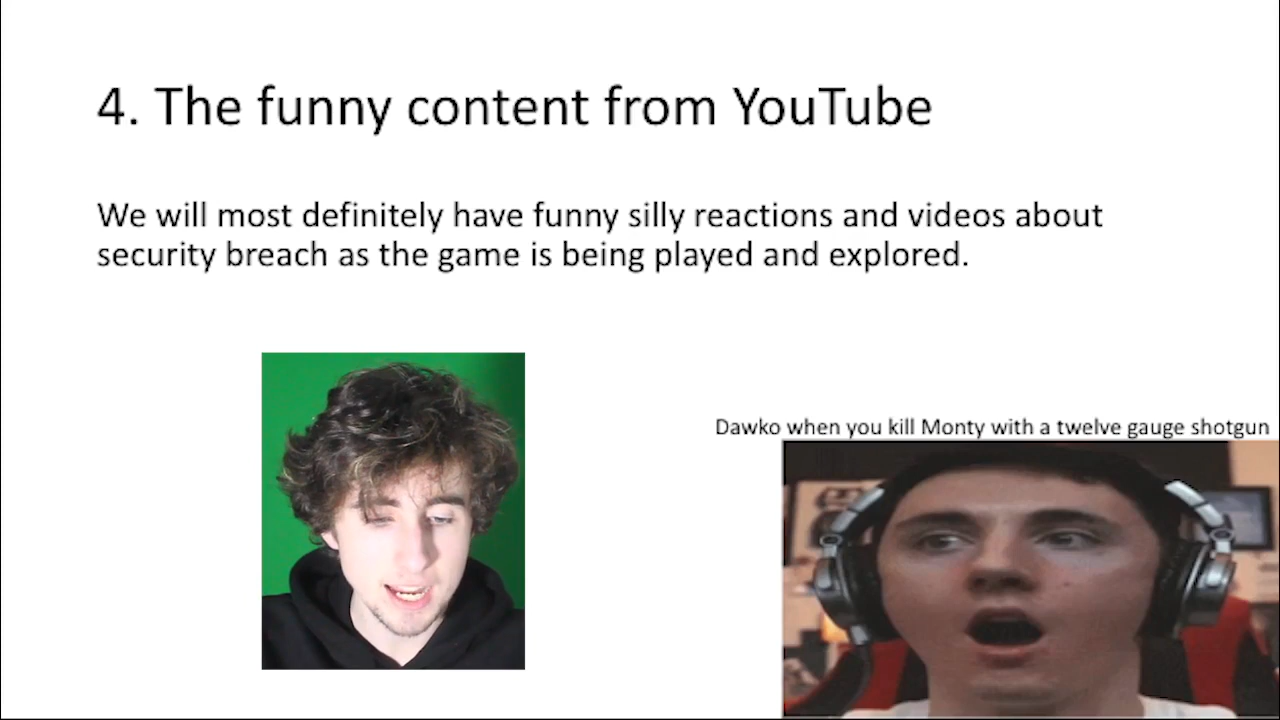 4. The funny content from YouTube
We will most definitely have funny silly reactions and videos about
security breach as the game is being played and explored.
Dawko when you kill Monty with a twelve gauge shotgun